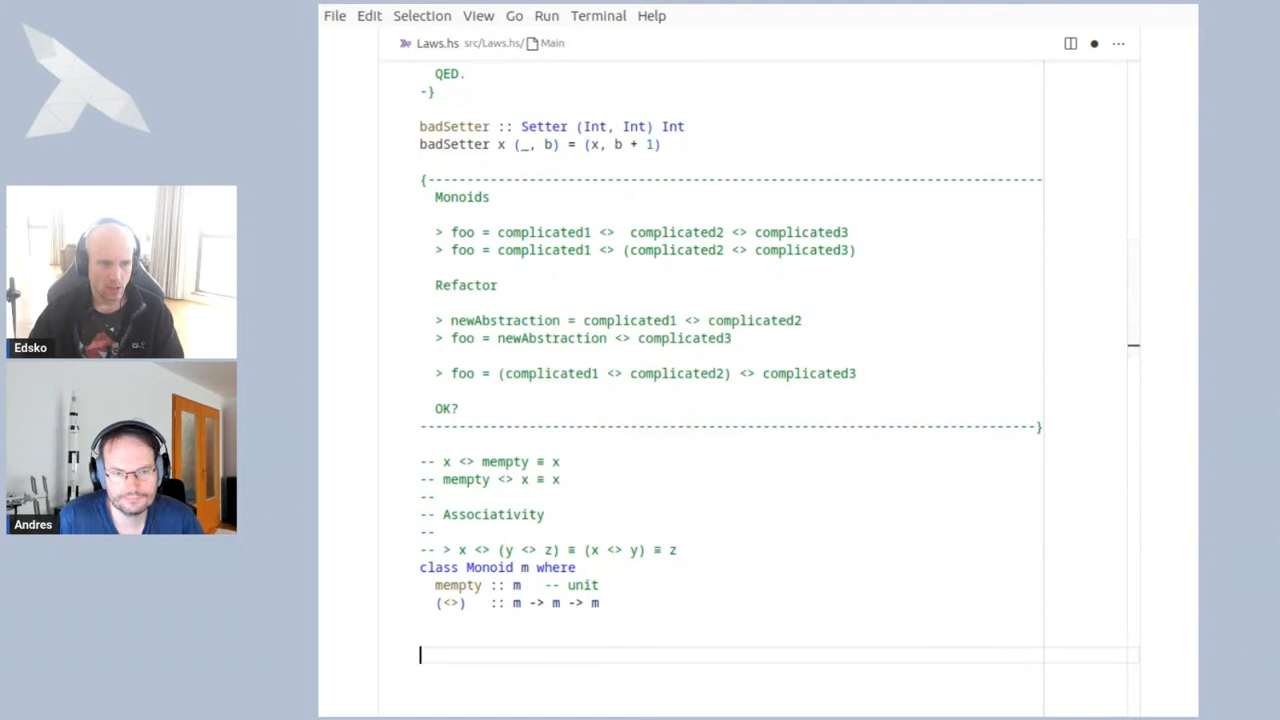 File Edit Selection View Go Run Terminal Help
Laws.hs src/Laws.hs/ Main
QED.
-}
badSetter :: Setter (Int, Int) Int
badSetter x (_, b) = (x, b + 1)
{------------------------------------------------------------------------------
Monoids
> foo = complicated1 <>  complicated2 <> complicated3
> foo = complicated1 <> (complicated2 <> complicated3)
Refactor
> newAbstraction = complicated1 <> complicated2
> foo = newAbstraction <> complicated3
> foo = (complicated1 <> complicated2) <> complicated3
OK?
------------------------------------------------------------------------------}
-- x <> mempty ≡ x
-- mempty <> x ≡ x
--
-- Associativity
--
-- > x <> (y <> z) ≡ (x <> y) ≡ z
class Monoid m where
mempty :: m   -- unit
(<>)   :: m -> m -> m
Edsko
Andres